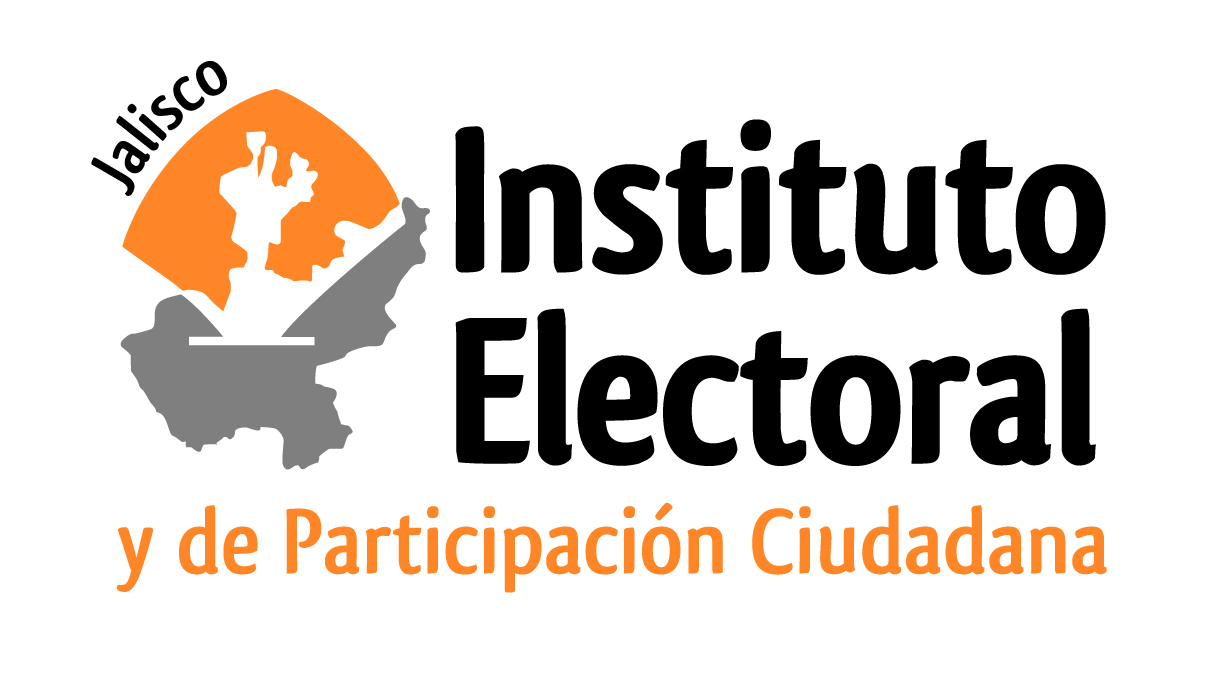 Jalisco
Instituto
Electoral
y de Participación Ciudadana